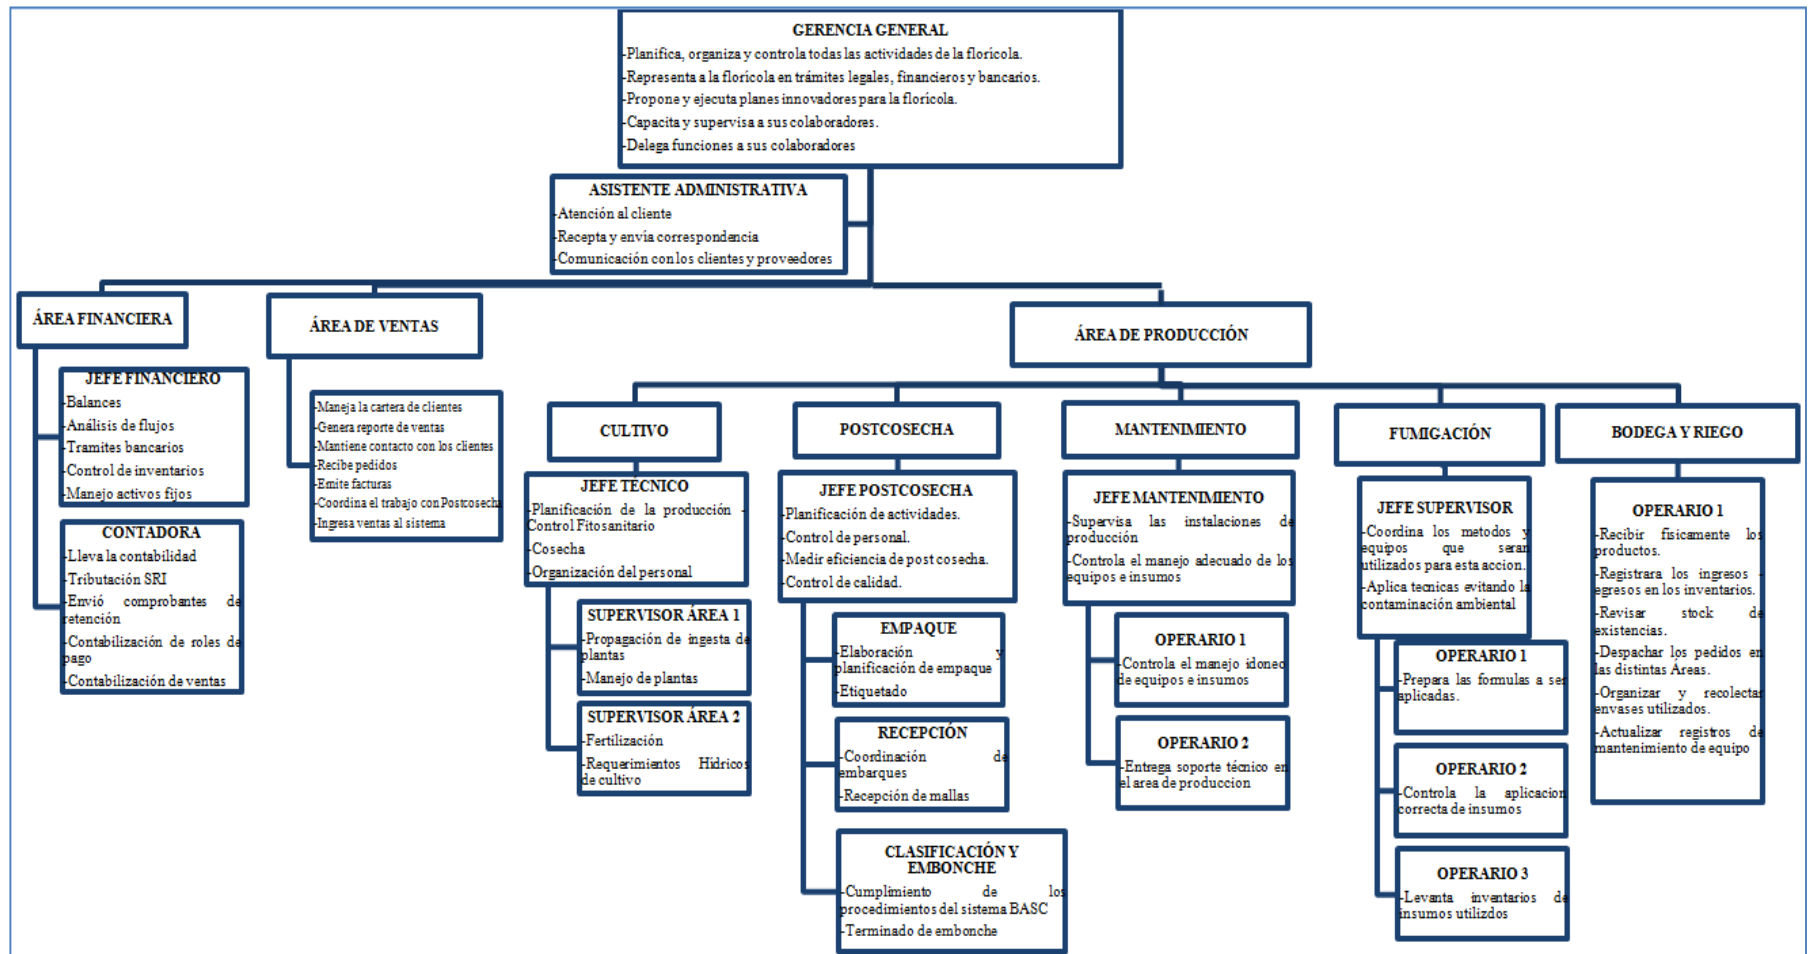 GERENCIA GENERAL
-Planifica, organiza y controla todas las actividades de la florícola.
-Representa a la florícola en trámites legales, financieros y bancarios.
-Propone y ejecuta planes innovadores para la florícola.
-Capacita y supervisa a sus colaboradores.
-Delega funciones a sus colaboradores
ASISTENTE ADMINISTRATIVA
-Atención al cliente
-Recepta y envía correspondencia
-Comunicación con los clientes y proveedores
ÁREA FINANCIERA
JEFE FINANCIERO
-Balances
-Análisis de flujos
-Tramites bancarios
-Control de inventarios
-Manejo activos fijos
CONTADORA
-Lleva la contabilidad
-Tributación SRI
-Envió comprobantes de
retención
-Contabilización de roles de
pago
-Contabilización de ventas
ÁREA DE VENTAS
-Maneja la cartera de clientes
-Genera reporte de ventas
-Mantiene contacto con los clientes
-Recibe pedidos
-Emite facturas
-Coordina el trabajo con Postcosecha
-Ingresa ventas al sistema
ÁREA DE PRODUCCIÓN
CULTIVO
JEFE TÉCNICO
-Planificación de la producción -
Control Fitosanitario
-Cosecha
-Organización del personal
SUPERVISOR ÁREA 1
-Propagación de ingesta de
plantas
-Manejo de plantas
SUPERVISOR ÁREA 2
-Fertilización
-Requerimientos Hídricos
de cultivo
POSTCOSECHA
JEFE POSTCOSECHA
-Planificación de actividades.
-Control de personal.
-Medir eficiencia de post cosecha.
-Control de calidad.
EMPAQUE
-Elaboración y
planificación de empaque
-Etiquetado
RECEPCIÓN
-Coordinación de
embarques
-Recepción de mallas
CLASIFICACIÓN Y
EMBONCHE
-Cumplimiento de los
procedimientos del sistema BASC
-Terminado de embonche
MANTENIMIENTO
JEFE MANTENIMIENTO
-Supervisa las instalaciones de
producción
-Controla el manejo adecuado de los
equipos e insumos
OPERARIO 1
-Controla el manejo idoneo
de equipos e insumos
OPERARIO 2
-Entrega soporte técnico en
el area de produccion
FUMIGACIÓN
JEFE SUPERVISOR
-Coordina los metodos y
equipos que seran
utilizados para esta accion.
-Aplica tecnicas evitando la
contaminación ambiental
OPERARIO 1
-Prepara las formulas a ser
aplicadas.
OPERARIO 2
-Controla la aplicacion
correcta de insumos
OPERARIO 3
-Levanta inventarios de
insumos utilizdos
BODEGA Y RIEGO
OPERARIO 1
-Recibir físicamente los
productos.
-Registrara los ingresos -
egresos en los inventarios.
-Revisar stock de
existencias.
-Despachar los pedidos en
las distintas Áreas.
-Organizar y recolectar
envases utilizados.
-Actualizar registros de
mantenimiento de equipo